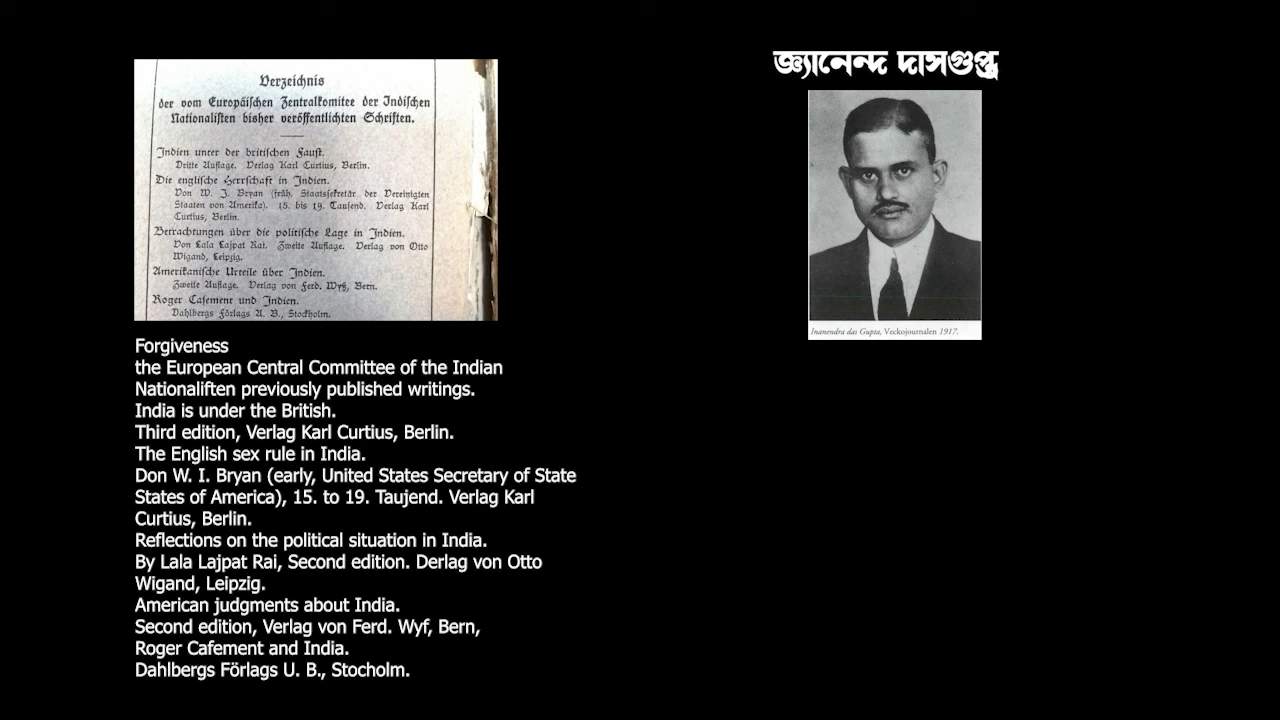 Verzeichnis
der vom Europäischen Zentralkomitee der Indischen
Nationalisten bisher veröffentlichten Schriften.
Indien unter der britischen Faust.
Dritte Auflage. Verlag Karl Curtius, Berlin.
Die englische Herrschaft in Indien.
Von W. J. Bryan (früh. Staatssekretär der Vereinigten
Staaten von Amerika). 15. bis 19. Tausend. Verlag Karl
Curtius, Berlin.
Betrachtungen über die politische Lage in Indien.
Von Lala Lajpat Rai. Zweite Auflage. Verlag von Otto
Wigand, Leipzig.
Amerikanische Urteile über Indien.
Zweite Auflage. Verlag von Ferd. Wyß, Bern.
Roger Casement und Indien.
Dahlbergs Förlags A. B., Stockholm.
Forgiveness
the European Central Committee of the Indian
Nationaliften previously published writings.
India is under the British.
Third edition, Verlag Karl Curtius, Berlin.
The English sex rule in India.
Don W. I. Bryan (early, United States Secretary of State
States of America), 15. to 19. Taujend. Verlag Karl
Curtius, Berlin.
Reflections on the political situation in India.
By Lala Lajpat Rai, Second edition. Derlag von Otto
Wigand, Leipzig.
American judgments about India.
Second edition, Verlag von Ferd. Wyf, Bern,
Roger Cafement and India.
Dahlbergs Förlags U. B., Stocholm.
জ্ঞ্যানেন্দ দাসগুপ্ত
Inanendra das Gupta, Veckojournalen 1917.